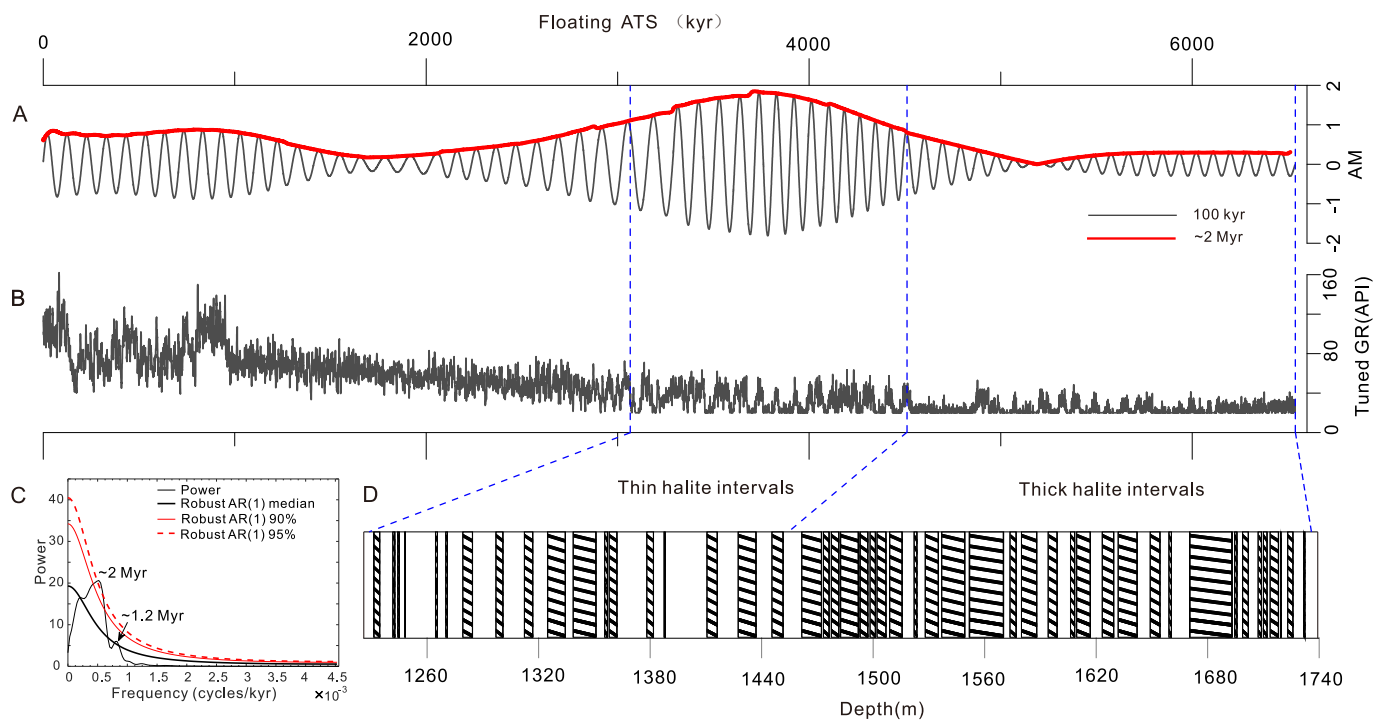 Floating ATS （kyr）
0 2000 4000 6000
A
2
1
0
-1
-2
AM
100 kyr
~2 Myr
B
160
80
0
Tuned GR(API)
C
40
35
30
25
20
15
10
5
0
Power
Power
Robust AR(1) median
Robust AR(1) 90%
Robust AR(1) 95%
~2 Myr
~1.2 Myr
0 0.5 1 1.5 2 2.5 3 3.5 4 4.5
Frequency (cycles/kyr) ×10⁻³
D
Thin halite intervals Thick halite intervals
1260 1320 1380 1440 1500 1560 1620 1680 1740
Depth(m)